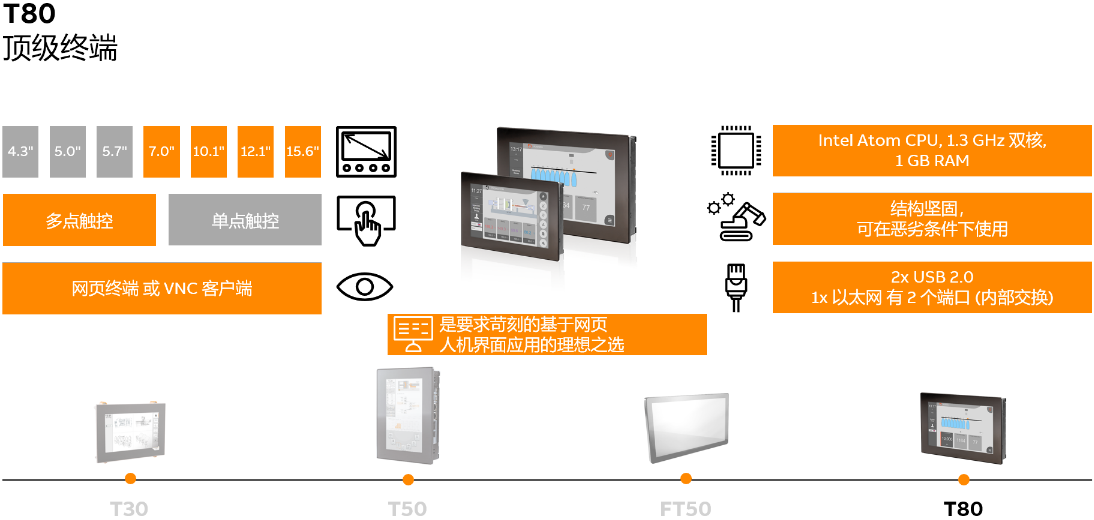 T80
顶级终端
4.3" 5.0" 5.7" 7.0" 10.1" 12.1" 15.6"
多点触控 单点触控
网页终端 或 VNC 客户端
Intel Atom CPU, 1.3 GHz 双核,
1 GB RAM
结构坚固，
可在恶劣条件下使用
2x USB 2.0
1x 以太网 有 2 个端口 (内部交换)
是要求苛刻的基于网页
人机界面应用的理想之选
T30 T50 FT50 T80